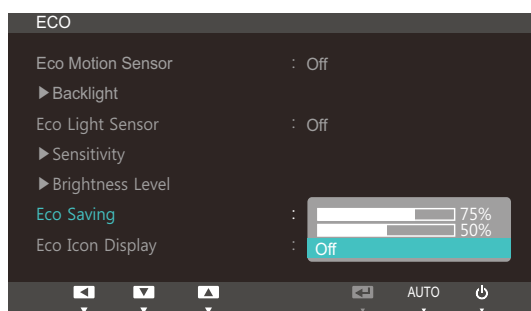 ECO
Eco Motion Sensor : Off
▶Backlight
Eco Light Sensor : Off
▶Sensitivity
▶Brightness Level
Eco Saving : 75%
50%
Eco Icon Display : Off
AUTO